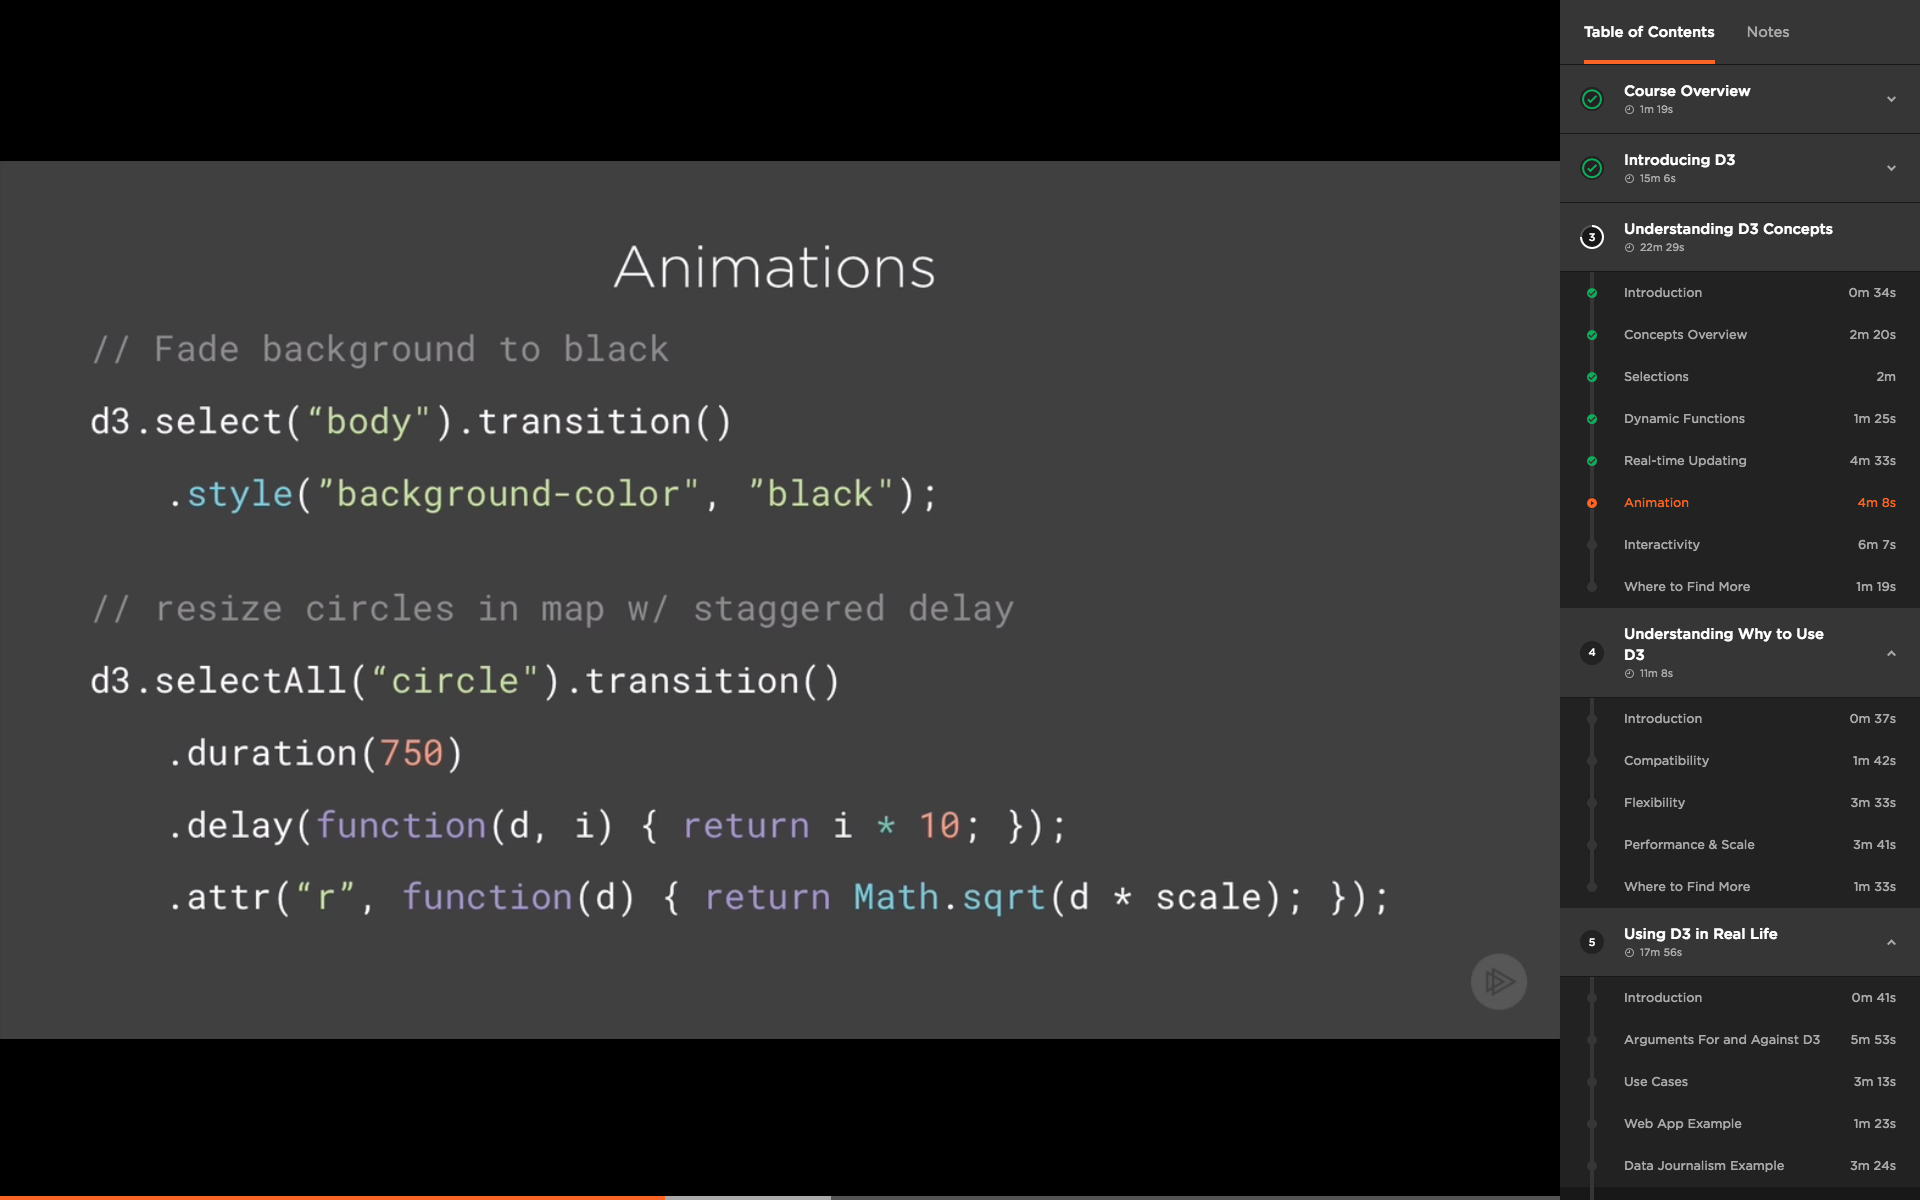 Animations
// Fade background to black
d3.select(“body").transition()
.style(”background-color", ”black");
// resize circles in map w/ staggered delay
d3.selectAll(“circle").transition()
.duration(750)
.delay(function(d, i) { return i * 10; });
.attr(“r”, function(d) { return Math.sqrt(d * scale); });
Table of Contents
Notes
Course Overview
1m 19s
Introducing D3
15m 6s
3
Understanding D3 Concepts
22m 29s
Introduction 0m 34s
Concepts Overview 2m 20s
Selections 2m
Dynamic Functions 1m 25s
Real-time Updating 4m 33s
Animation 4m 8s
Interactivity 6m 7s
Where to Find More 1m 19s
4
Understanding Why to Use
D3
11m 8s
Introduction 0m 37s
Compatibility 1m 42s
Flexibility 3m 33s
Performance & Scale 3m 41s
Where to Find More 1m 33s
5
Using D3 in Real Life
17m 56s
Introduction 0m 41s
Arguments For and Against D3 5m 53s
Use Cases 3m 13s
Web App Example 1m 23s
Data Journalism Example 3m 24s